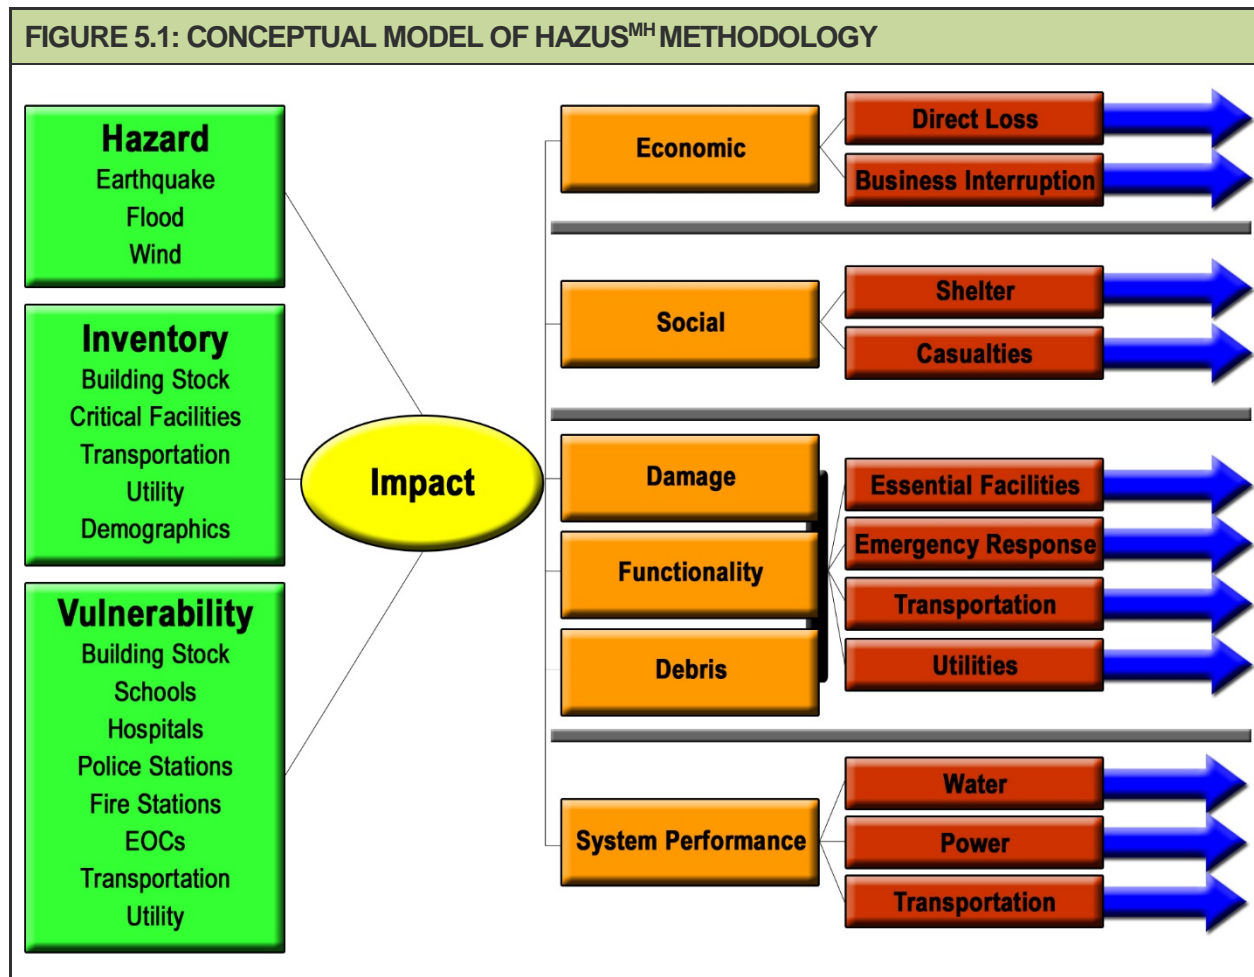 FIGURE 5.1: CONCEPTUAL MODEL OF HAZUSMH METHODOLOGY
Hazard
Earthquake
Flood
Wind
Inventory
Building Stock
Critical Facilities
Transportation
Utility
Demographics
Vulnerability
Building Stock
Schools
Hospitals
Police Stations
Fire Stations
EOCs
Transportation
Utility
Impact
Economic
Direct Loss
Business Interruption
Social
Shelter
Casualties
Damage
Functionality
Debris
Essential Facilities
Emergency Response
Transportation
Utilities
System Performance
Water
Power
Transportation